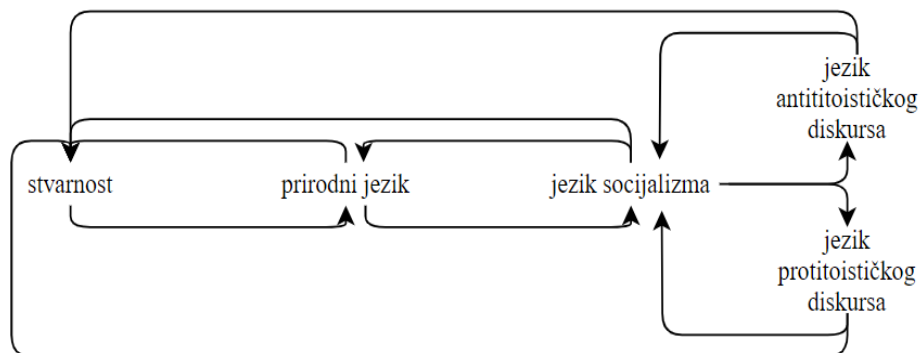 jezik
antititoističkog
diskursa
stvarnost
prirodni jezik
jezik socijalizma
jezik
protitoističkog
diskursa